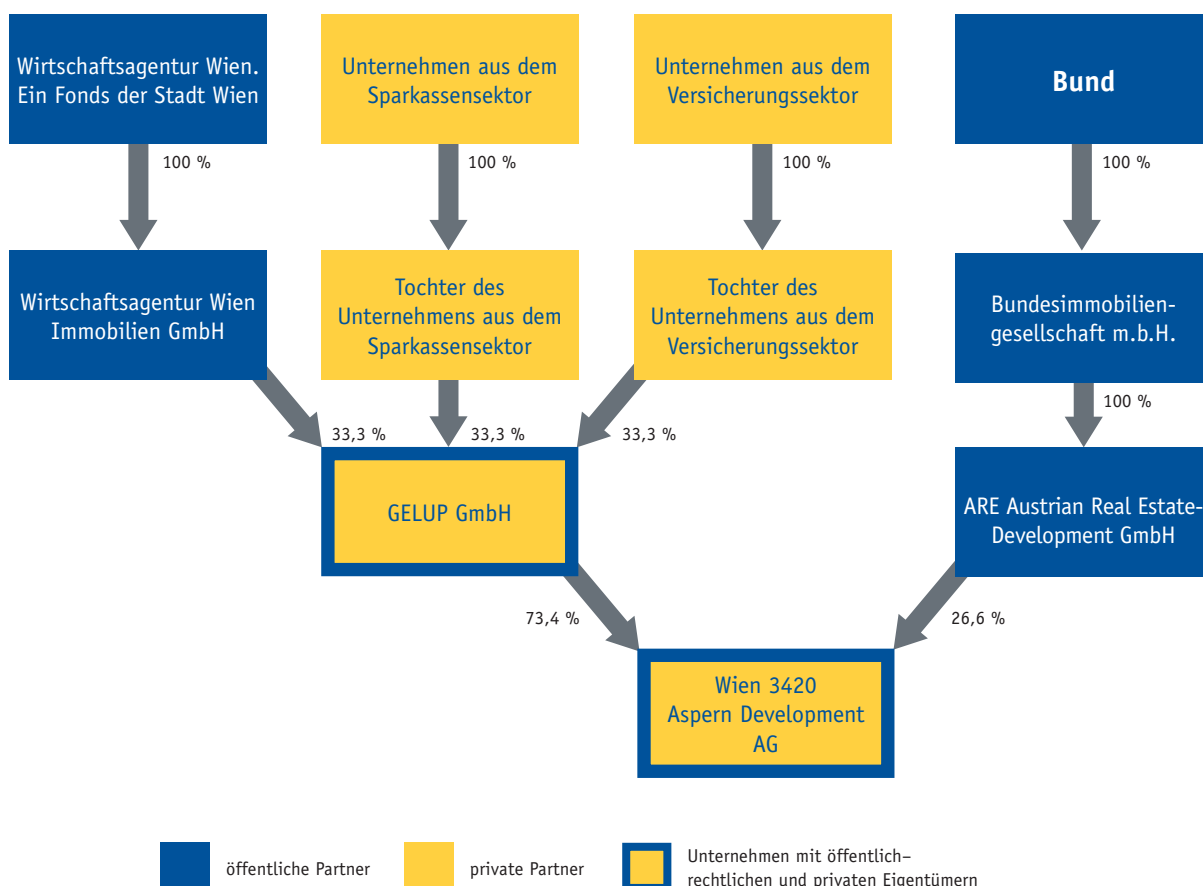 Wirtschaftsagentur Wien.
Ein Fonds der Stadt Wien
Unternehmen aus dem
Sparkassensektor
Unternehmen aus dem
Versicherungssektor
Bund
100 %
100 %
100 %
100 %
Wirtschaftsagentur Wien
Immobilien GmbH
Tochter des
Unternehmens aus dem
Sparkassensektor
Tochter des
Unternehmens aus dem
Versicherungssektor
Bundesimmobilien-
gesellschaft m.b.H.
100 %
33,3 %
33,3 %
33,3 %
GELUP GmbH
ARE Austrian Real Estate-
Development GmbH
73,4 %
26,6 %
Wien 3420
Aspern Development
AG
öffentliche Partner
private Partner
Unternehmen mit öffentlich–
rechtlichen und privaten Eigentümern